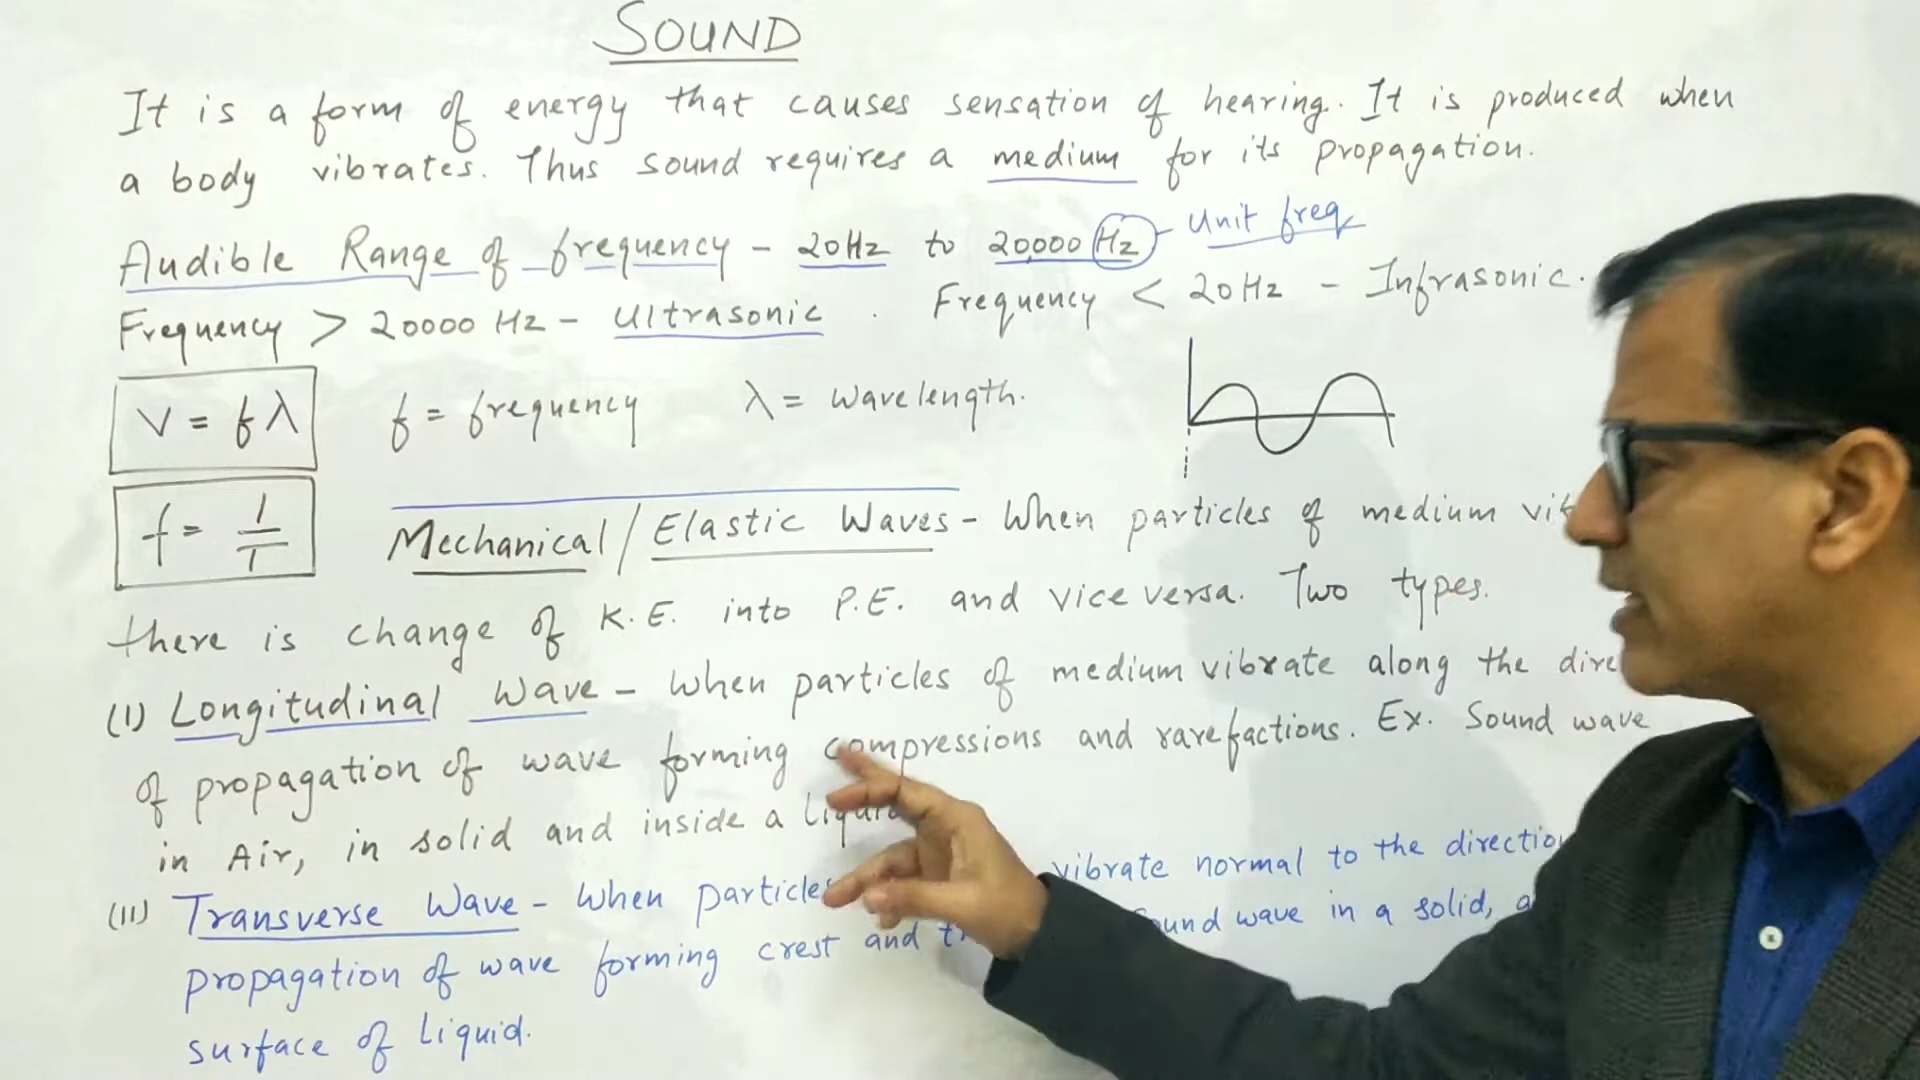 SOUND
It is a form of energy that causes sensation of hearing. It is produced when
a body vibrates. Thus sound requires a medium for its propagation.
Audible Range of frequency - 20Hz to 20,000 Hz - Unit freq
Frequency > 20000 Hz - Ultrasonic. Frequency < 20Hz - Infrasonic.
V = fλ f = frequency λ = wavelength.
f = 1/T Mechanical/Elastic Waves - When particles of medium
there is change of K.E. into P.E. and vice versa. Two types.
(I) Longitudinal Wave - When particles of medium vibrate along the
of propagation of wave forming compressions and rarefactions. Ex. Sound wave
in Air, in solid and inside a
(II) Transverse Wave - When vibrate normal to the
propagation of wave forming crest and wave in a solid,
surface of liquid.